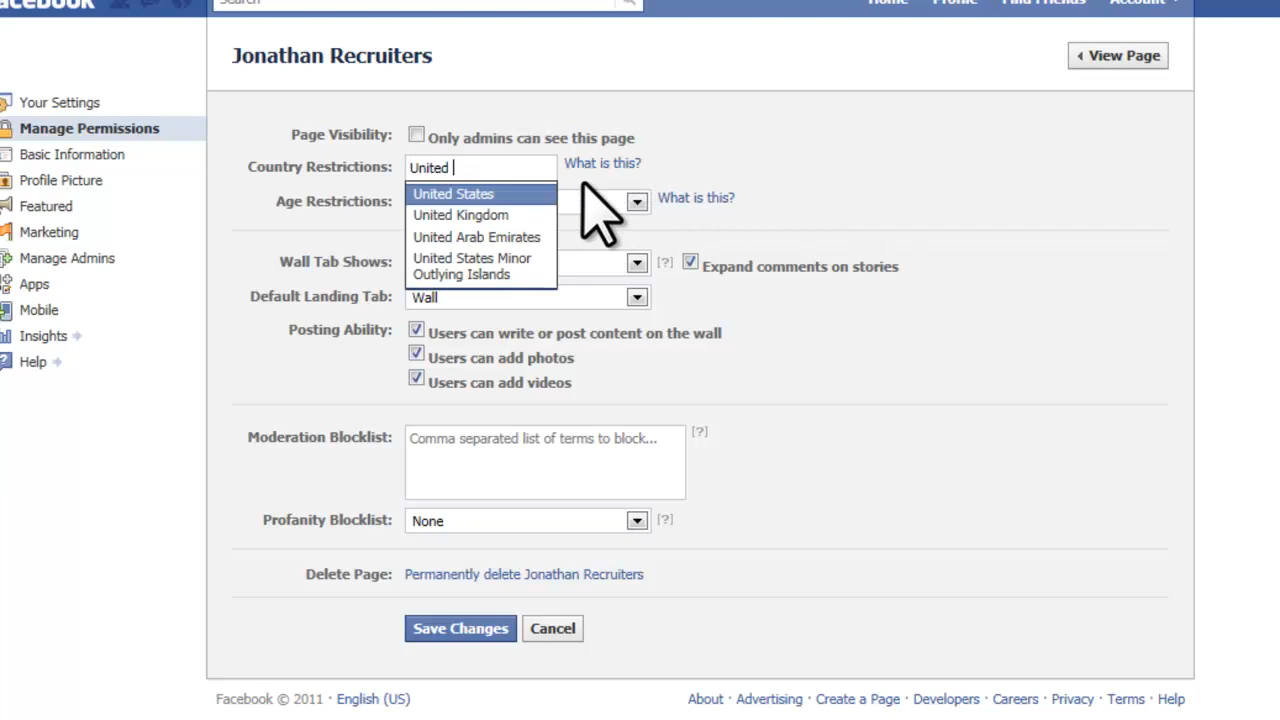 facebook
Search
Home Profile Find Friends Account
Jonathan Recruiters
View Page
Your Settings
Manage Permissions
Basic Information
Profile Picture
Featured
Marketing
Manage Admins
Apps
Mobile
Insights
Help
Page Visibility: Only admins can see this page
Country Restrictions: United What is this?
United States
United Kingdom
United Arab Emirates
United States Minor
Outlying Islands
Age Restrictions: What is this?
Wall Tab Shows: [?] Expand comments on stories
Default Landing Tab: Wall
Posting Ability: Users can write or post content on the wall
Users can add photos
Users can add videos
Moderation Blocklist: Comma separated list of terms to block... [?]
Profanity Blocklist: None [?]
Delete Page: Permanently delete Jonathan Recruiters
Save Changes Cancel
Facebook © 2011 · English (US)
About · Advertising · Create a Page · Developers · Careers · Privacy · Terms · Help